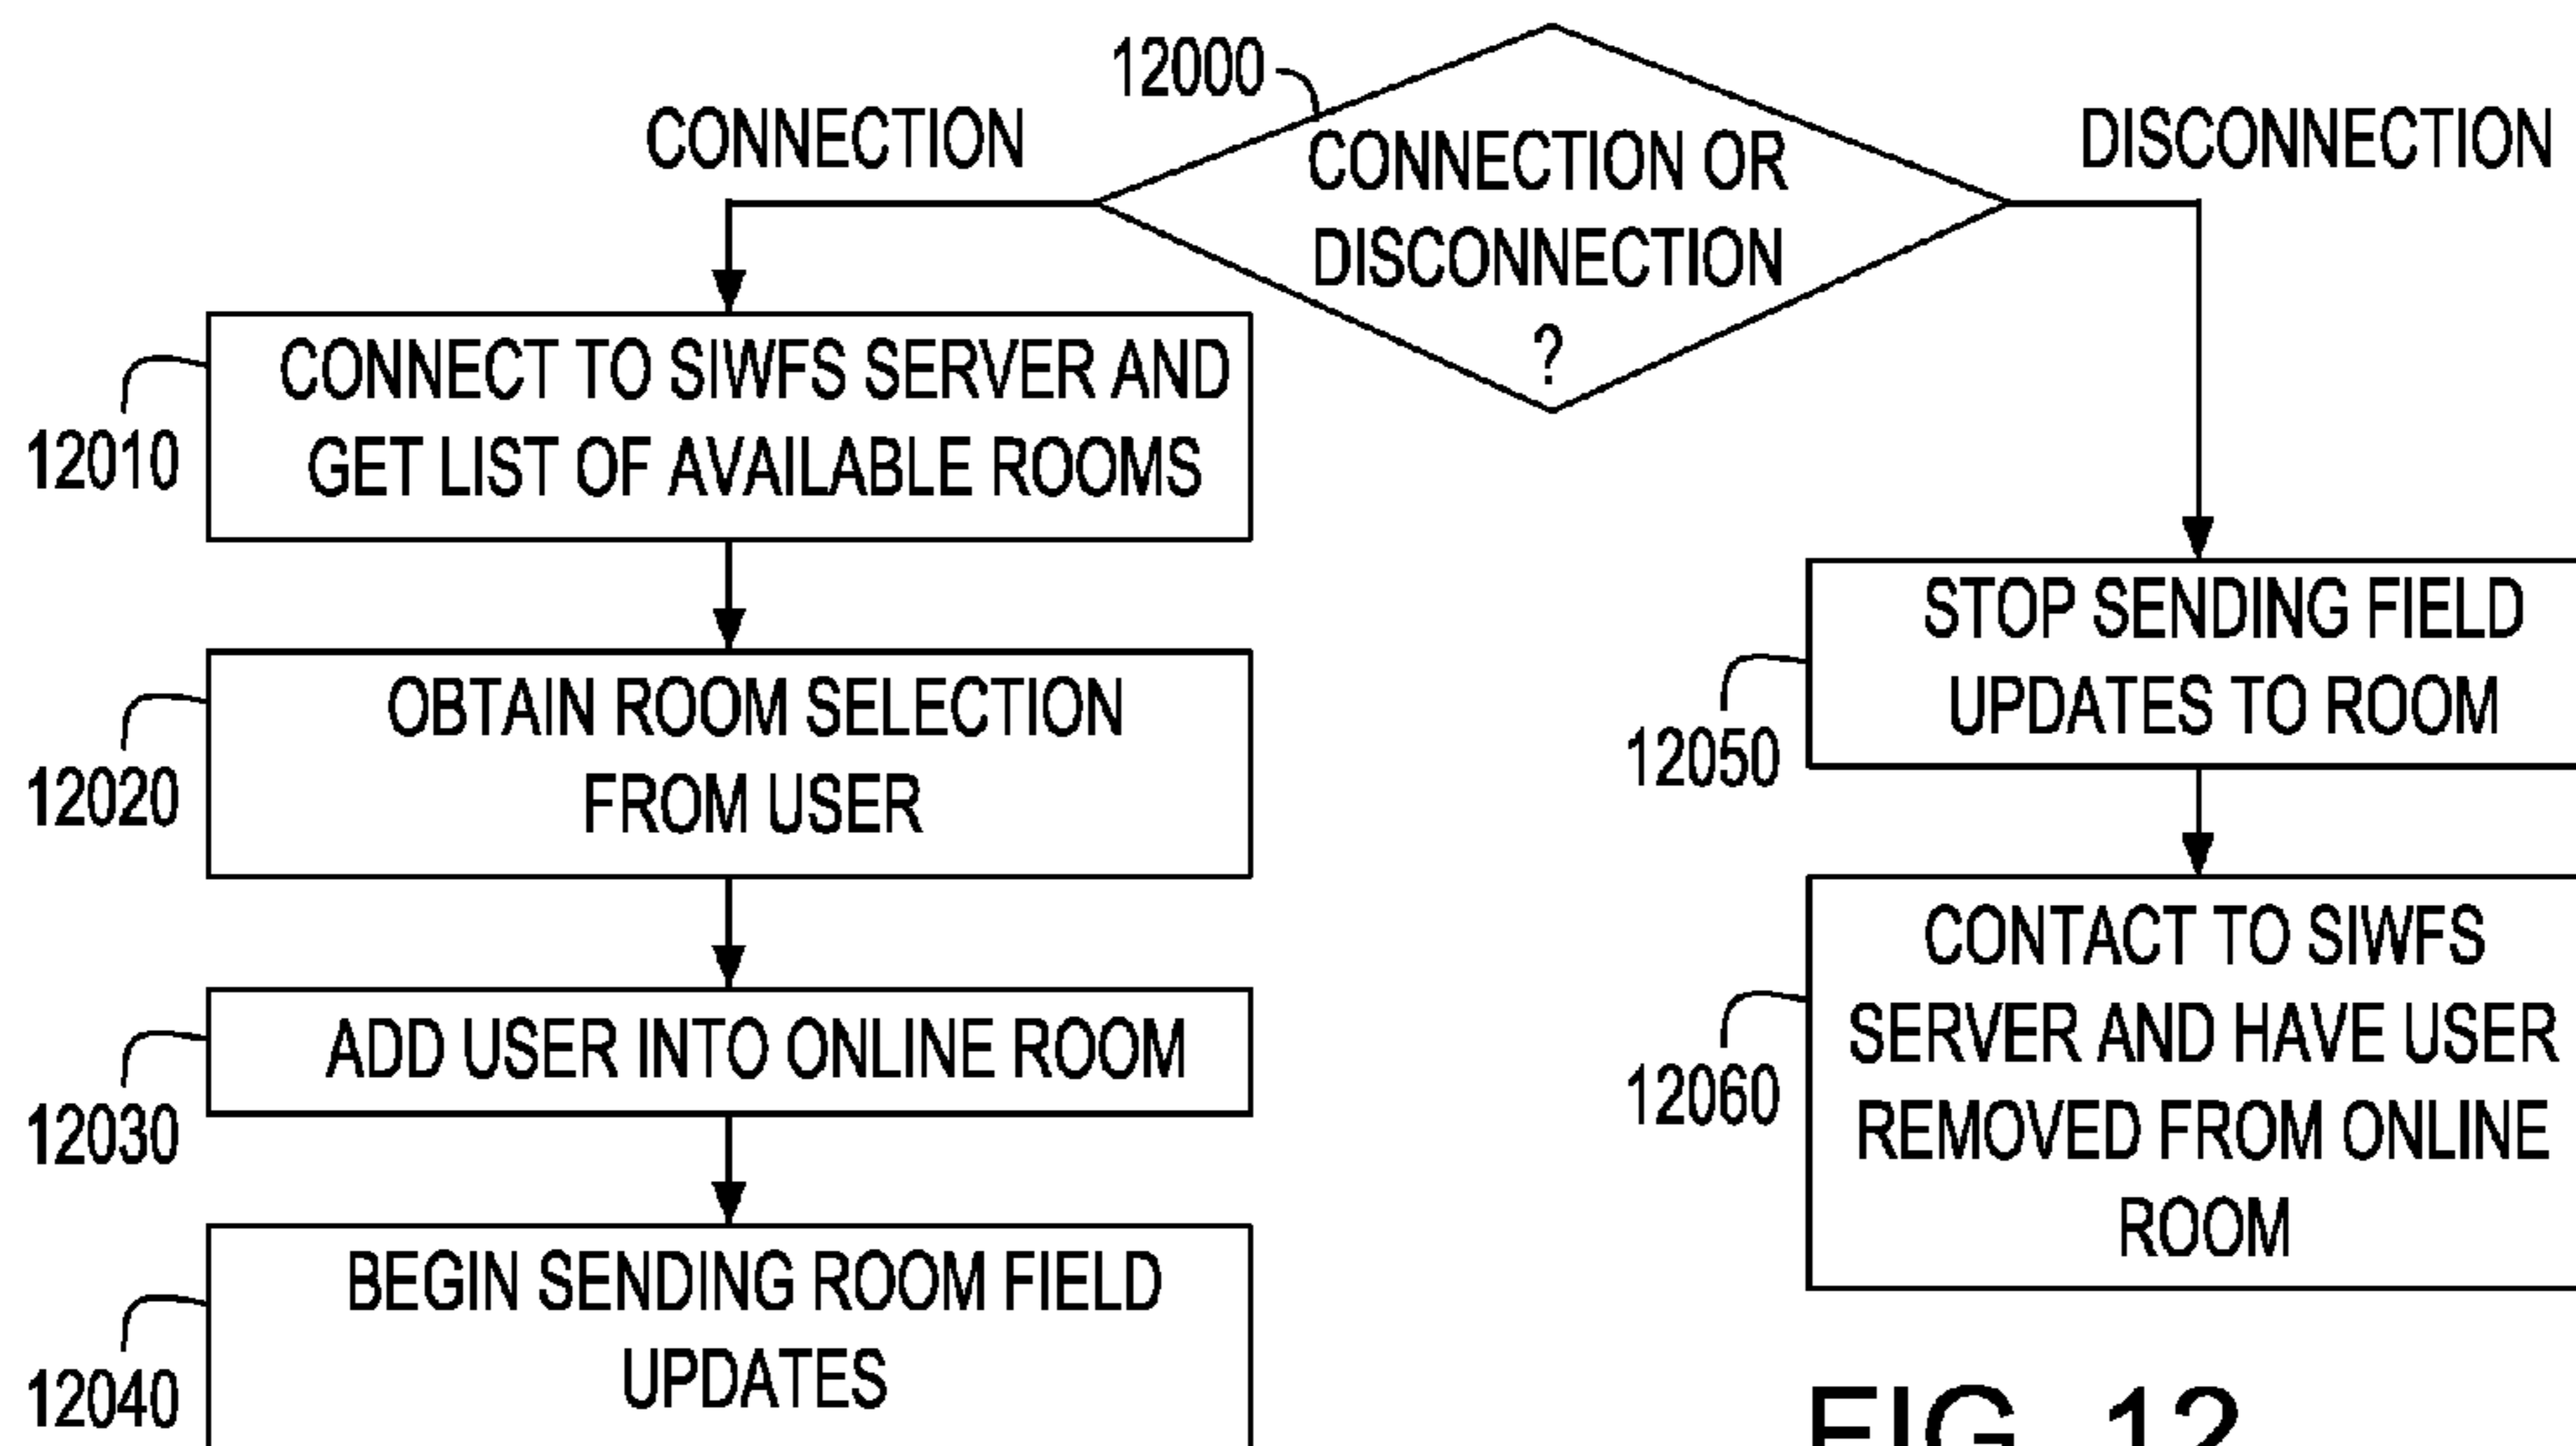 12000
CONNECTION OR
DISCONNECTION
?
CONNECTION
DISCONNECTION
CONNECT TO SIWFS SERVER AND
GET LIST OF AVAILABLE ROOMS
12010
OBTAIN ROOM SELECTION
FROM USER
12020
ADD USER INTO ONLINE ROOM
12030
BEGIN SENDING ROOM FIELD
UPDATES
12040
STOP SENDING FIELD
UPDATES TO ROOM
12050
CONTACT TO SIWFS
SERVER AND HAVE USER
REMOVED FROM ONLINE
ROOM
12060
FIG. 12